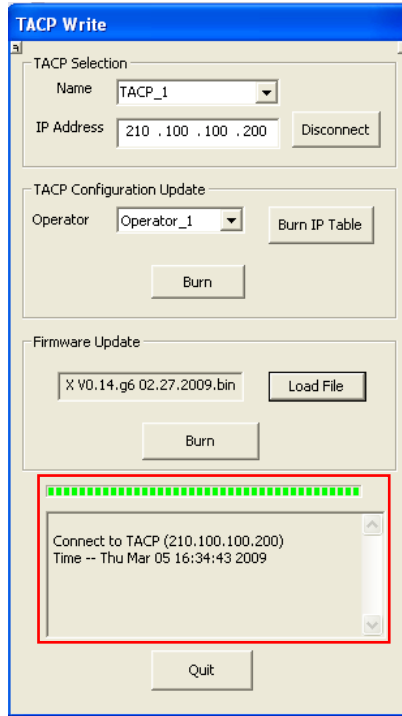 TACP Write
TACP Selection
Name TACP_1
IP Address 210 . 100 . 100 . 200 Disconnect
TACP Configuration Update
Operator Operator_1 Burn IP Table
Burn
Firmware Update
X V0.14.g6 02.27.2009.bin Load File
Burn
Connect to TACP (210.100.100.200)
Time -- Thu Mar 05 16:34:43 2009
Quit